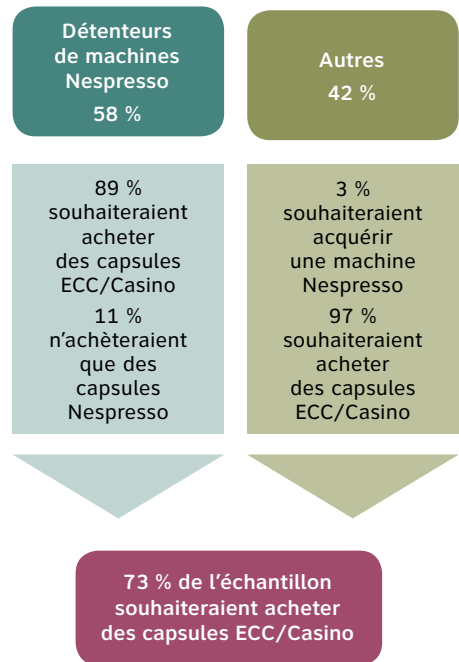 Détenteurs
de machines
Nespresso
58 %
89 %
souhaiteraient
acheter
des capsules
ECC/Casino
11 %
n'achèteraient
que des
capsules
Nespresso
Autres
42 %
3 %
souhaiteraient
acquérir
une machine
Nespresso
97 %
souhaiteraient
acheter
des capsules
ECC/Casino
73 % de l'échantillon
souhaiteraient acheter
des capsules ECC/Casino